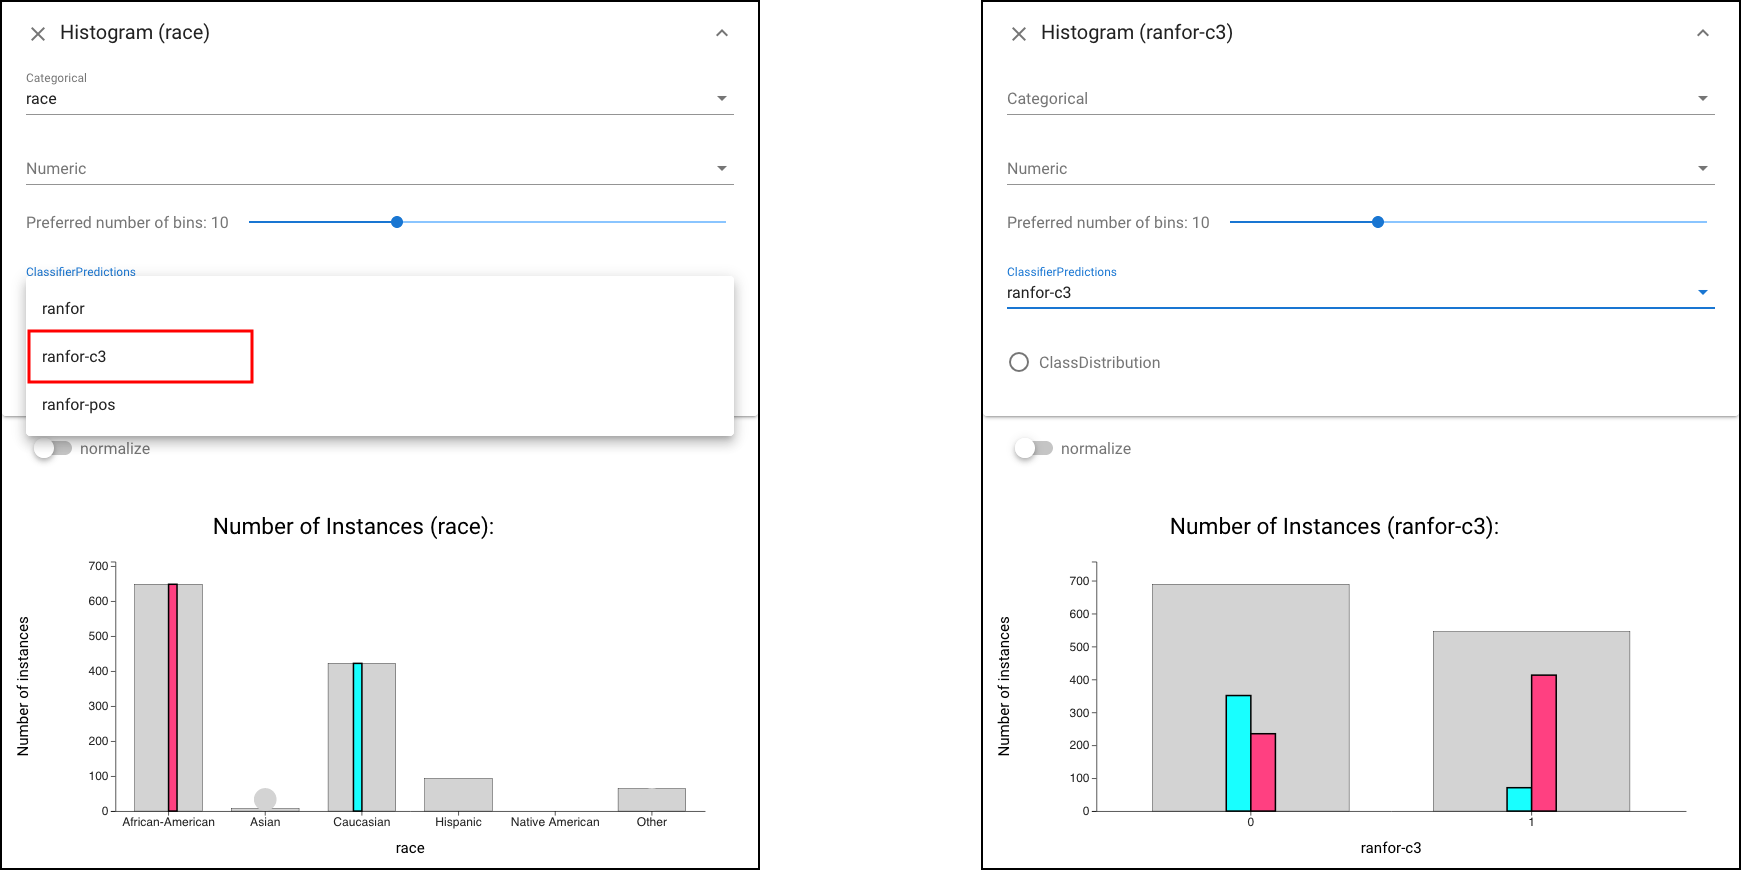 Histogram (race)
Categorical
race
Numeric
Preferred number of bins: 10
ClassifierPredictions
ranfor
ranfor-c3
ranfor-pos
normalize
Number of Instances (race):
Number of instances
700
600
500
400
300
200
100
0
African-American Asian Caucasian Hispanic Native American Other
race
Histogram (ranfor-c3)
Categorical
Numeric
Preferred number of bins: 10
ClassifierPredictions
ranfor-c3
ClassDistribution
normalize
Number of Instances (ranfor-c3):
Number of instances
700
600
500
400
300
200
100
0
0 1
ranfor-c3